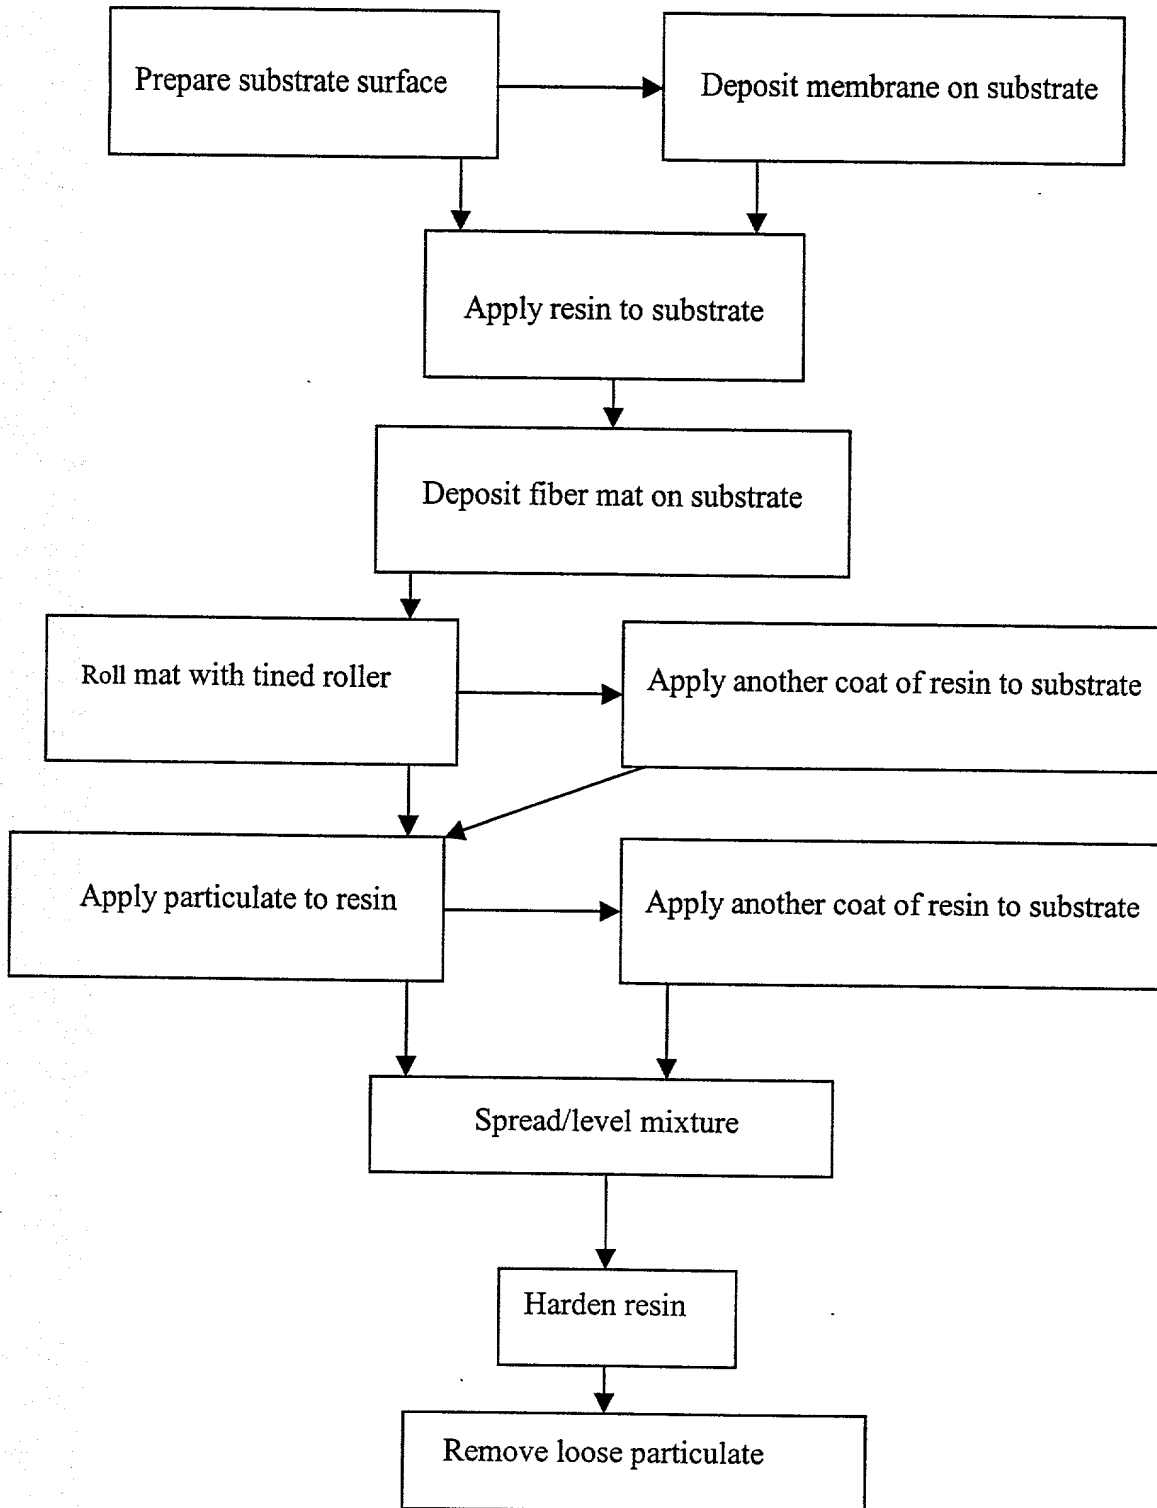 Prepare substrate surface
Deposit membrane on substrate
Apply resin to substrate
Deposit fiber mat on substrate
Roll mat with tined roller
Apply another coat of resin to substrate
Apply particulate to resin
Apply another coat of resin to substrate
Spread/level mixture
Harden resin
Remove loose particulate